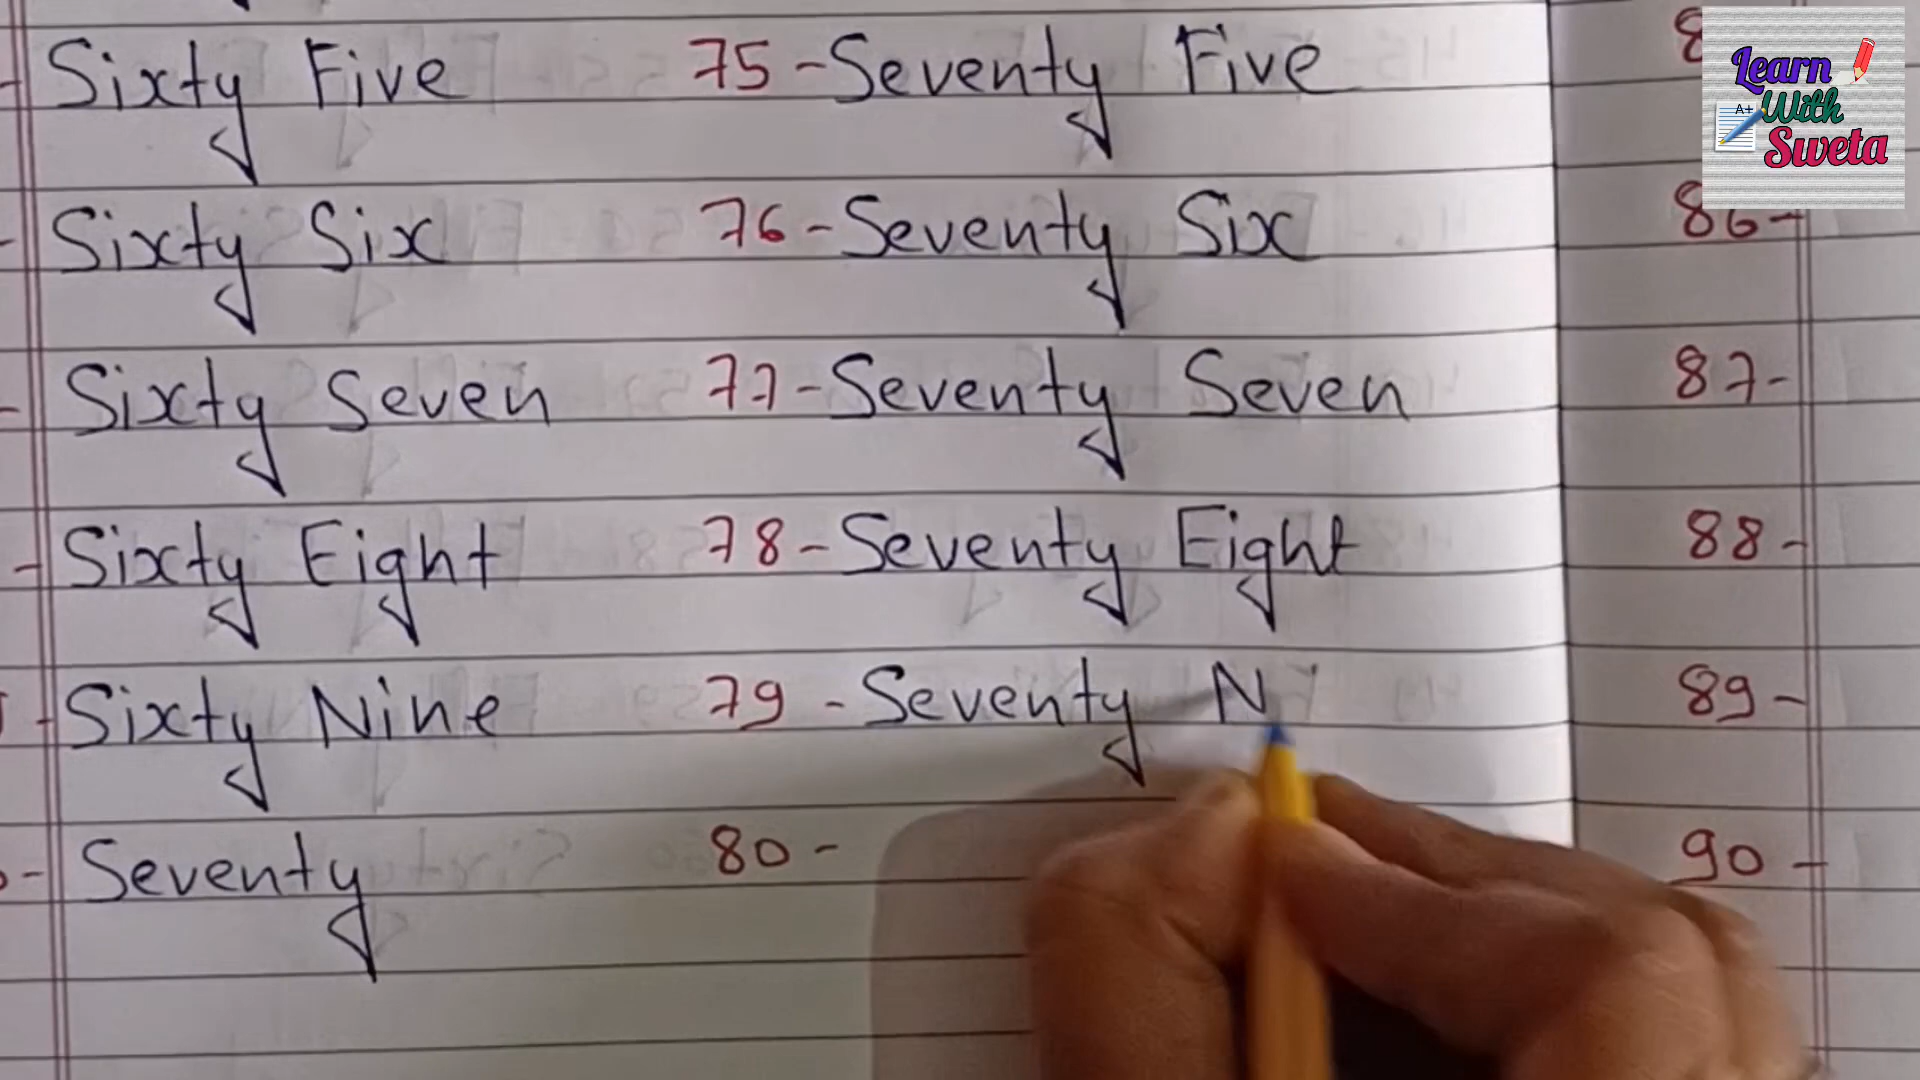 - Sixty Five 75 - Seventy Five 8
- Sixty Six 76 - Seventy Six 86 -
- Sixty Seven 77 - Seventy Seven 87 -
- Sixty Eight 78 - Seventy Eight 88 -
- Sixty Nine 79 - Seventy N 89 -
- Seventy 80 - 90 -
Learn
A+ With
Sweta